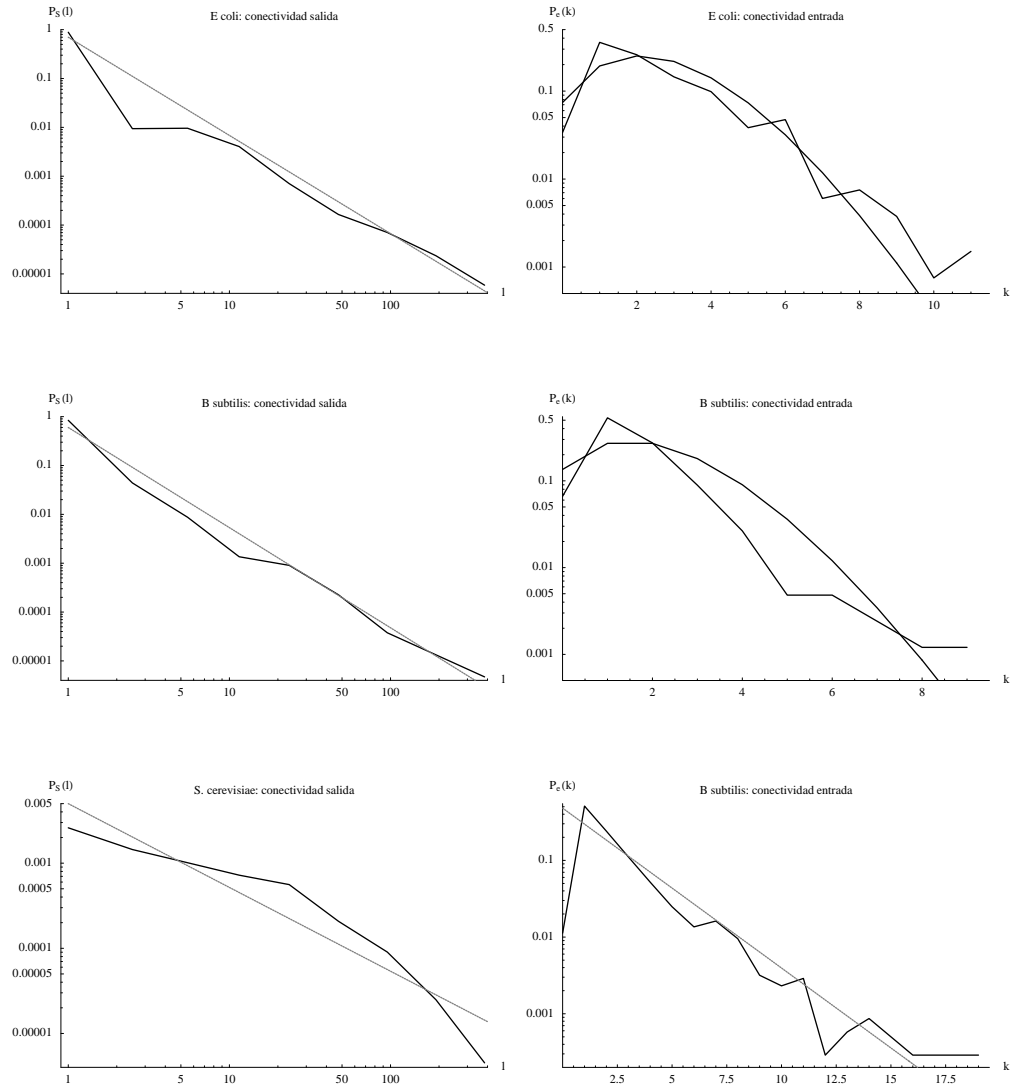 E coli: conectividad salida
P_S(l)
1
0.1
0.01
0.001
0.0001
0.00001
1 5 10 50 100
l
E coli: conectividad entrada
P_e(k)
0.5
0.1
0.05
0.01
0.005
0.001
2 4 6 8 10
k
B subtilis: conectividad salida
P_S(l)
1
0.1
0.01
0.001
0.0001
0.00001
1 5 10 50 100
l
B subtilis: conectividad entrada
P_e(k)
0.5
0.1
0.05
0.01
0.005
0.001
2 4 6 8
k
S. cerevisiae: conectividad salida
P_S(l)
0.005
0.001
0.0005
0.0001
0.00005
0.00001
1 5 10 50 100
l
B subtilis: conectividad entrada
P_e(k)
0.1
0.01
0.001
2.5 5 7.5 10 12.5 15 17.5
k